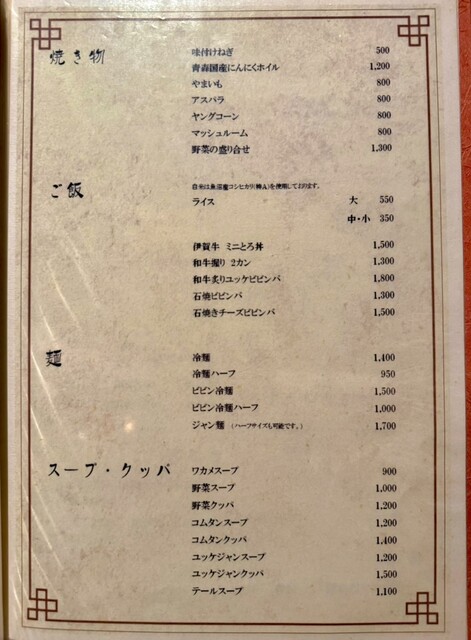 焼き物
味付けねぎ 500
青森国産にんにくホイル 1,200
やまいも 800
アスパラ 800
ヤングコーン 800
マッシュルーム 800
野菜の盛り合せ 1,300
ご飯
白米は魚沼産コシヒカリ(特A)を使用しております。
ライス 大 550
中・小 350
伊賀牛 ミニとろ丼 1,500
和牛握り 2カン 1,300
和牛炙りユッケビビンバ 1,800
石焼ビビンバ 1,300
石焼きチーズビビンバ 1,500
麺
冷麺 1,400
冷麺ハーフ 950
ビビン冷麺 1,500
ビビン冷麺ハーフ 1,000
ジャン麺 (ハーフサイズも可能です。) 1,700
スープ・クッパ
ワカメスープ 900
野菜スープ 1,000
野菜クッパ 1,200
コムタンスープ 1,200
コムタンクッパ 1,400
ユッケジャンスープ 1,200
ユッケジャンクッパ 1,500
テールスープ 1,100